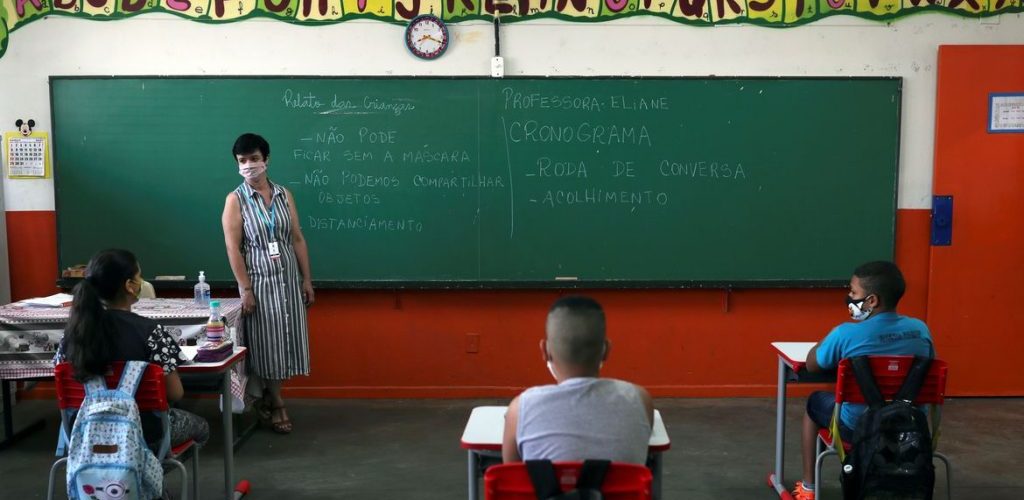 Relato das Crianças
- NÃO PODE
FICAR SEM A MÁSCARA
- NÃO PODEMOS COMPARTILHAR
OBJETOS
DISTANCIAMENTO
PROFESSORA - ELIANE
CRONOGRAMA
- RODA DE CONVERSA
- ACOLHIMENTO